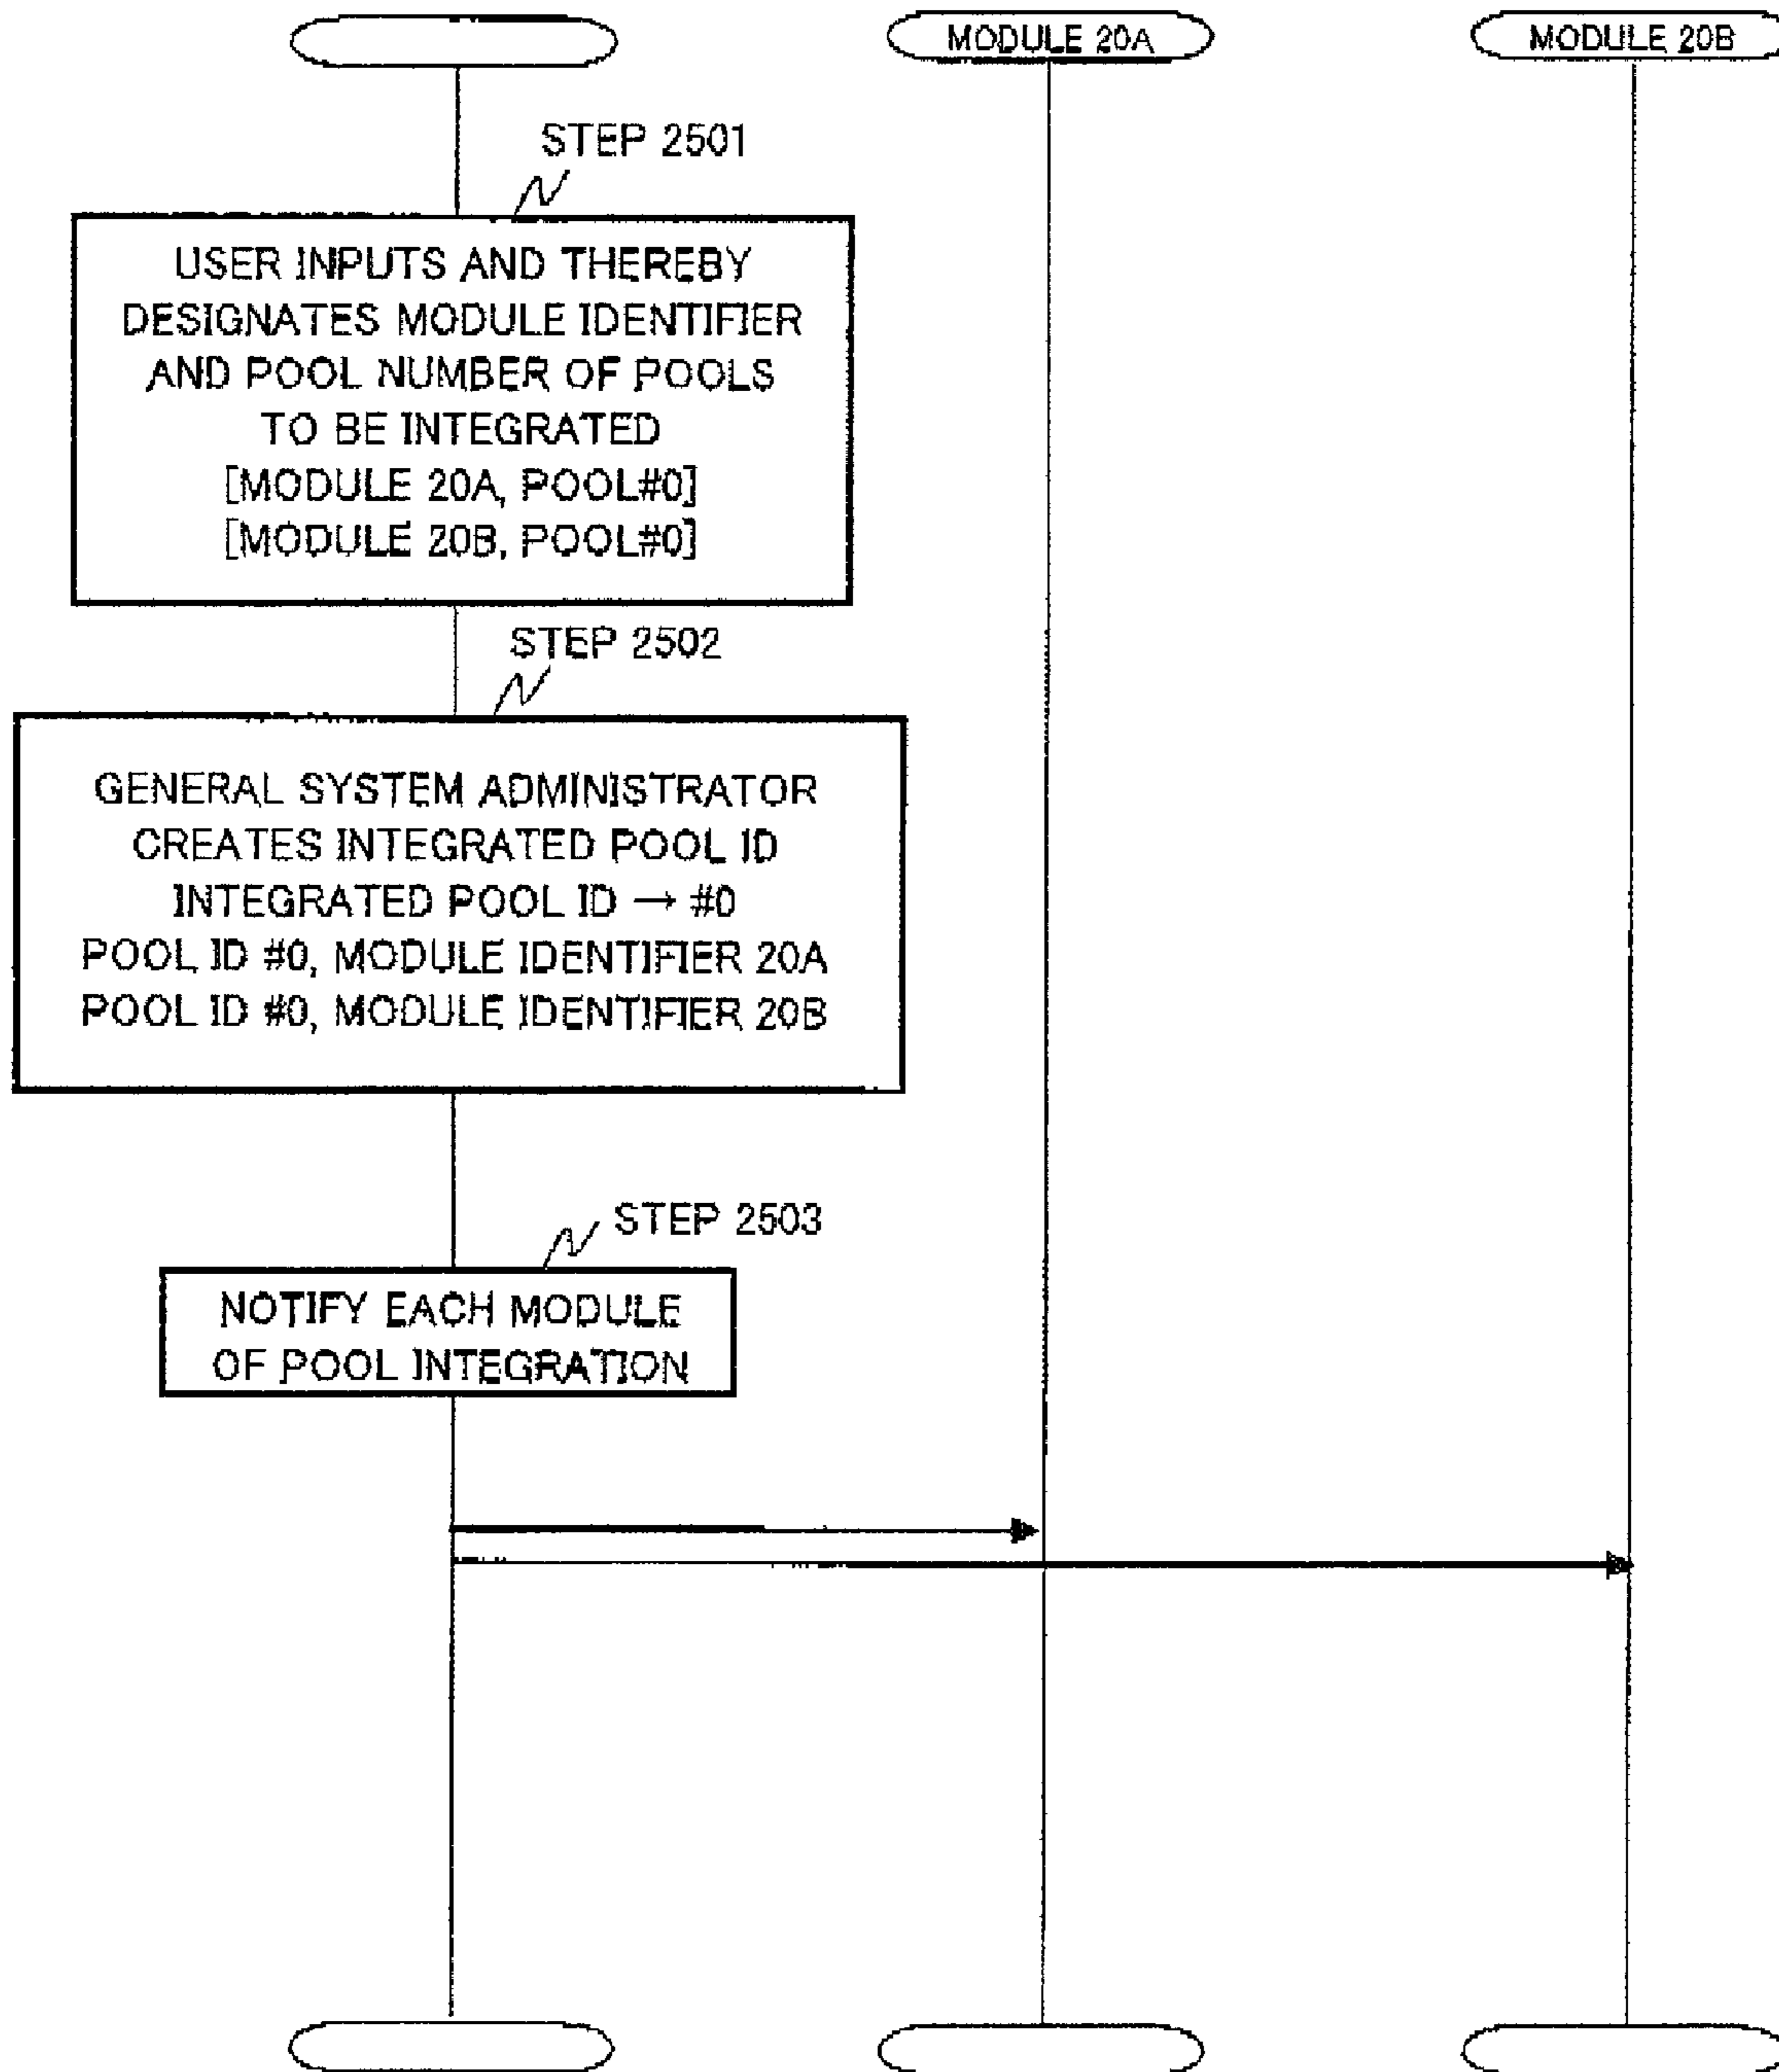 MODULE 20A
MODULE 20B
STEP 2501
USER INPUTS AND THEREBY
DESIGNATES MODULE IDENTIFIER
AND POOL NUMBER OF POOLS
TO BE INTEGRATED
[MODULE 20A, POOL#0]
[MODULE 20B, POOL#0]
STEP 2502
GENERAL SYSTEM ADMINISTRATOR
CREATES INTEGRATED POOL ID
INTEGRATED POOL ID → #0
POOL ID #0, MODULE IDENTIFIER 20A
POOL ID #0, MODULE IDENTIFIER 20B
STEP 2503
NOTIFY EACH MODULE
OF POOL INTEGRATION